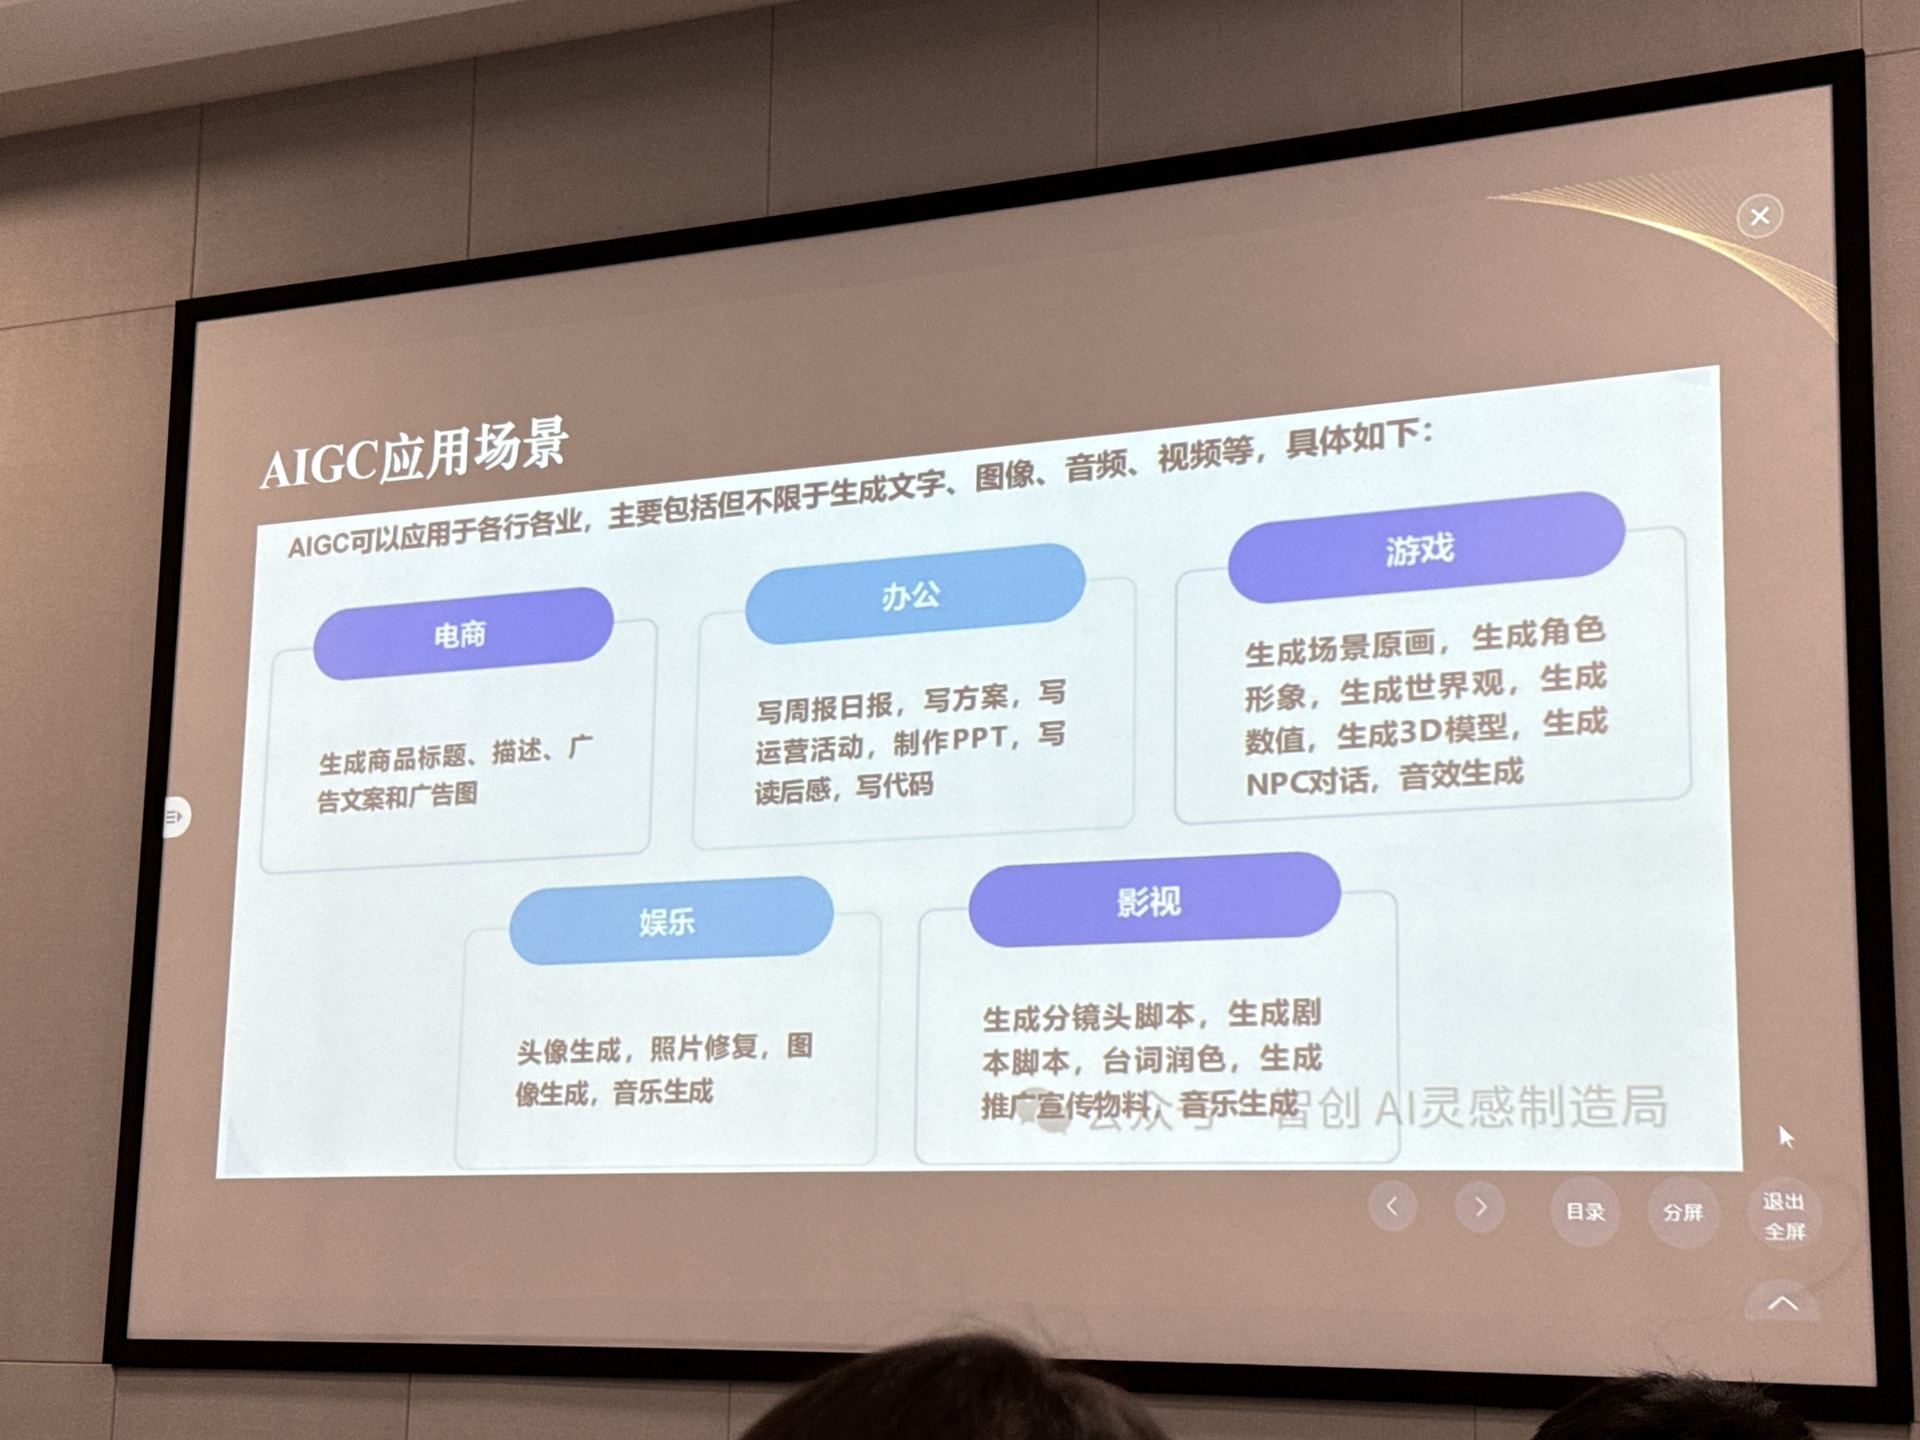 AIGC应用场景
AIGC可以应用于各行各业，主要包括但不限于生成文字、图像、音频、视频等，具体如下：
电商
生成商品标题、描述、广
告文案和广告图
办公
写周报日报，写方案，写
运营活动，制作PPT，写
读后感，写代码
游戏
生成场景原画，生成角色
形象，生成世界观，生成
数值，生成3D模型，生成
NPC对话，音效生成
娱乐
头像生成，照片修复，图
像生成，音乐生成
影视
生成分镜头脚本，生成剧
本脚本，台词润色，生成
推广宣传物料，音乐生成
公众号 智创 AI灵感制造局
目录
分屏
退出
全屏